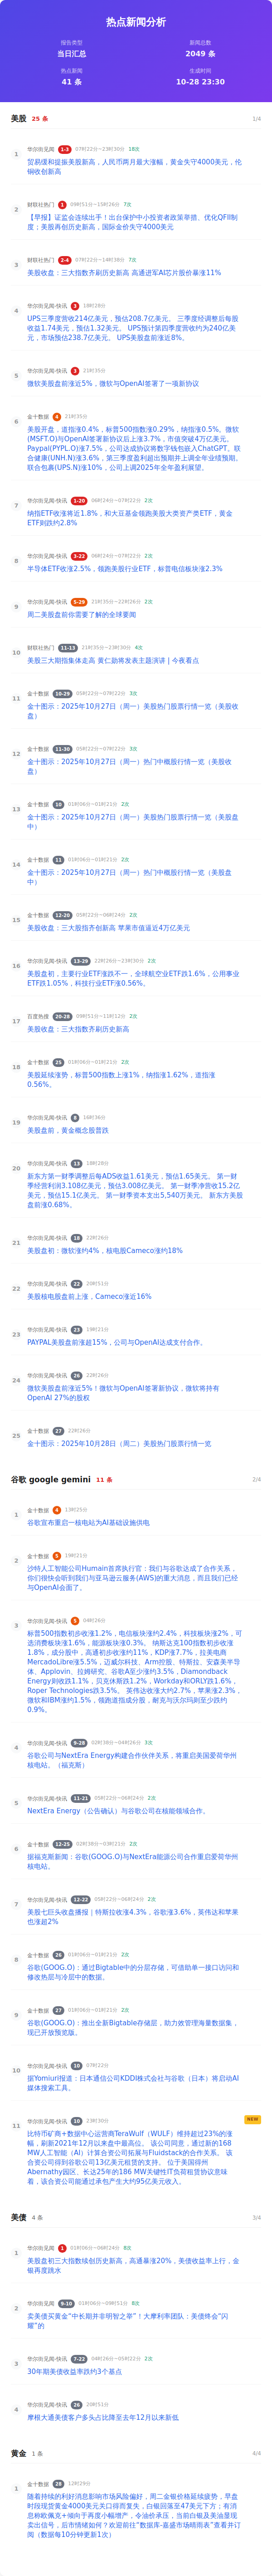 热点新闻分析
报告类型
新闻总数
当日汇总
2049 条
热点新闻
生成时间
41 条
10-28 23:30
美股 25 条
1/4
1
华尔街见闻 1-3 07时22分~23时30分 18次
贸易缓和提振美股新高，人民币两月最大涨幅，黄金失守4000美元，伦
铜收创新高
2
财联社热门 1 09时51分~15时26分 7次
【早报】证监会连续出手！出台保护中小投资者政策举措、优化QFII制
度；美股再创历史新高，国际金价失守4000美元
3
财联社热门 2-4 07时22分~14时38分 7次
美股收盘：三大指数齐刷历史新高 高通进军AI芯片股价暴涨11%
4
华尔街见闻-快讯 3 18时28分
UPS三季度营收214亿美元，预估208.7亿美元。 三季度经调整后每股
收益1.74美元，预估1.32美元。 UPS预计第四季度营收约为240亿美
元，市场预估238.7亿美元。 UPS美股盘前涨近8%。
5
华尔街见闻-快讯 3 21时35分
微软美股盘前涨近5%，微软与OpenAI签署了一项新协议
6
金十数据 4 21时35分
美股开盘，道指涨0.4%，标普500指数涨0.29%，纳指涨0.5%。微软
(MSFT.O)与OpenAI签署新协议后上涨3.7%，市值突破4万亿美元。
Paypal(PYPL.O)涨7.5%，公司达成协议将数字钱包嵌入ChatGPT。联
合健康(UNH.N)涨3.6%，第三季度盈利超出预期并上调全年业绩预期。
联合包裹(UPS.N)涨10%，公司上调2025年全年盈利展望。
7
华尔街见闻-快讯 1-20 06时24分~07时22分 2次
纳指ETF收涨将近1.8%，和大豆基金领跑美股大类资产类ETF，黄金
ETF则收跌约2.8%
8
华尔街见闻-快讯 3-22 06时24分~07时22分 2次
半导体ETF收涨2.5%，领跑美股行业ETF，标普电信板块涨2.3%
9
华尔街见闻-快讯 5-29 21时35分~22时26分 2次
周二美股盘前你需要了解的全球要闻
10
财联社热门 11-13 21时35分~23时30分 4次
美股三大期指集体走高 黄仁勋将发表主题演讲 | 今夜看点
11
金十数据 10-29 05时22分~07时22分 3次
金十图示：2025年10月27日（周一）美股热门股票行情一览（美股收
盘）
12
金十数据 11-30 05时22分~07时22分 3次
金十图示：2025年10月27日（周一）热门中概股行情一览（美股收
盘）
13
金十数据 10 01时06分~01时21分 2次
金十图示：2025年10月27日（周一）美股热门股票行情一览（美股盘
中）
14
金十数据 11 01时06分~01时21分 2次
金十图示：2025年10月27日（周一）热门中概股行情一览（美股盘
中）
15
金十数据 12-20 05时22分~06时24分 2次
美股收盘：三大股指齐创新高 苹果市值逼近4万亿美元
16
华尔街见闻-快讯 13-29 22时26分~23时30分 2次
美股盘初，主要行业ETF涨跌不一，全球航空业ETF跌1.6%，公用事业
ETF跌1.05%，科技行业ETF涨0.56%。
17
百度热搜 20-28 09时51分~11时12分 2次
美股收盘：三大指数齐刷历史新高
18
金十数据 25 01时06分~01时21分 2次
美股延续涨势，标普500指数上涨1%，纳指涨1.62%，道指涨
0.56%。
19
华尔街见闻-快讯 8 16时36分
美股盘前，黄金概念股普跌
20
华尔街见闻-快讯 13 18时28分
新东方第一财季调整后每ADS收益1.61美元，预估1.65美元。 第一财
季经营利润3.108亿美元，预估3.008亿美元。 第一财季净营收15.2亿
美元，预估15.1亿美元。 第一财季资本支出5,540万美元。 新东方美股
盘前涨0.68%。
21
华尔街见闻-快讯 18 22时26分
美股盘初：微软涨约4%，核电股Cameco涨约18%
22
华尔街见闻-快讯 22 20时51分
美股核电股盘前上涨，Cameco涨近16%
23
华尔街见闻-快讯 23 19时21分
PAYPAL美股盘前涨超15%，公司与OpenAI达成支付合作。
24
华尔街见闻-快讯 26 22时26分
微软美股盘前涨近5%！微软与OpenAI签署新协议，微软将持有
OpenAI 27%的股权
25
金十数据 27 22时26分
金十图示：2025年10月28日（周二）美股热门股票行情一览
谷歌 google gemini 11 条
2/4
1
金十数据 4 13时25分
谷歌宣布重启一核电站为AI基础设施供电
2
金十数据 5 19时21分
沙特人工智能公司Humain首席执行官：我们与谷歌达成了合作关系，
你们很快会听到我们与亚马逊云服务(AWS)的重大消息，而且我们已经
与OpenAI会面了。
3
华尔街见闻-快讯 5 04时26分
标普500指数初步收涨1.2%，电信板块涨约2.4%，科技板块涨2%，可
选消费板块涨1.6%，能源板块涨0.3%。 纳斯达克100指数初步收涨
1.8%，成分股中，高通初步收涨约11%，KDP涨7.7%，拉美电商
MercadoLibre涨5.5%，迈威尔科技、Arm控股、特斯拉、安森美半导
体、Applovin、拉姆研究、谷歌A至少涨约3.5%，Diamondback
Energy则收跌1.1%，贝克休斯跌1.2%，Workday和ORLY跌1.6%，
Roper Technologies跌3.5%。 英伟达收涨大约2.7%，苹果涨2.3%，
微软和IBM涨约1.5%，领跑道指成分股，耐克与沃尔玛则至少跌约
0.9%。
4
华尔街见闻-快讯 9-28 02时38分~04时26分 3次
谷歌公司与NextEra Energy构建合作伙伴关系，将重启美国爱荷华州
核电站。（福克斯）
5
华尔街见闻-快讯 11-21 05时22分~06时24分 2次
NextEra Energy（公告确认）与谷歌公司在核能领域合作。
6
金十数据 12-25 02时38分~03时21分 2次
据福克斯新闻：谷歌(GOOG.O)与NextEra能源公司合作重启爱荷华州
核电站。
7
华尔街见闻-快讯 12-22 05时22分~06时24分 2次
美股七巨头收盘播报｜特斯拉收涨4.3%，谷歌涨3.6%，英伟达和苹果
也涨超2%
8
金十数据 26 01时06分~01时21分 2次
谷歌(GOOG.O)：通过Bigtable中的分层存储，可借助单一接口访问和
修改热层与冷层中的数据。
9
金十数据 27 01时06分~01时21分 2次
谷歌(GOOG.O)：推出全新Bigtable存储层，助力效管理海量数据集，
现已开放预览版。
10
华尔街见闻-快讯 10 07时22分
据Yomiuri报道：日本通信公司KDDI株式会社与谷歌（日本）将启动AI
媒体搜索工具。
NEW
11
华尔街见闻-快讯 10 23时30分
比特币矿商+数据中心运营商TeraWulf（WULF）维持超过23%的涨
幅，刷新2021年12月以来盘中最高位。 该公司同意，通过新的168
MW人工智能（AI）计算合资公司拓展与Fluidstack的合作关系。 该
合资公司得到谷歌公司13亿美元租赁的支持。 位于美国得州
Abernathy园区、长达25年的186 MW关键性IT负荷租赁协议意味
着，该合资公司能通过承包产生大约95亿美元收入。
美债 4 条
3/4
1
华尔街见闻 1 01时06分~06时24分 8次
美股盘初三大指数续创历史新高，高通暴涨20%，美债收益率上行，金
银再度跳水
2
华尔街见闻 9-10 01时06分~09时51分 8次
卖美债买黄金“中长期并非明智之举”！大摩利率团队：美债终会“闪
耀”的
3
华尔街见闻-快讯 7-22 04时26分~05时22分 2次
30年期美债收益率跌约3个基点
4
华尔街见闻-快讯 26 20时51分
摩根大通美债客户多头占比降至去年12月以来新低
黄金 1 条
4/4
1
金十数据 28 12时29分
随着持续的利好消息影响市场风险偏好，周二金银价格延续疲势，早盘
时段现货黄金4000美元关口得而复失，白银回落至47美元下方；有消
息称欧佩克+倾向于再度小幅增产，令油价承压，当前白银及美油显现
卖出信号，后市情绪如何？欢迎前往“数据库-嘉盛市场晴雨表”查看并订
阅（数据每10分钟更新1次）